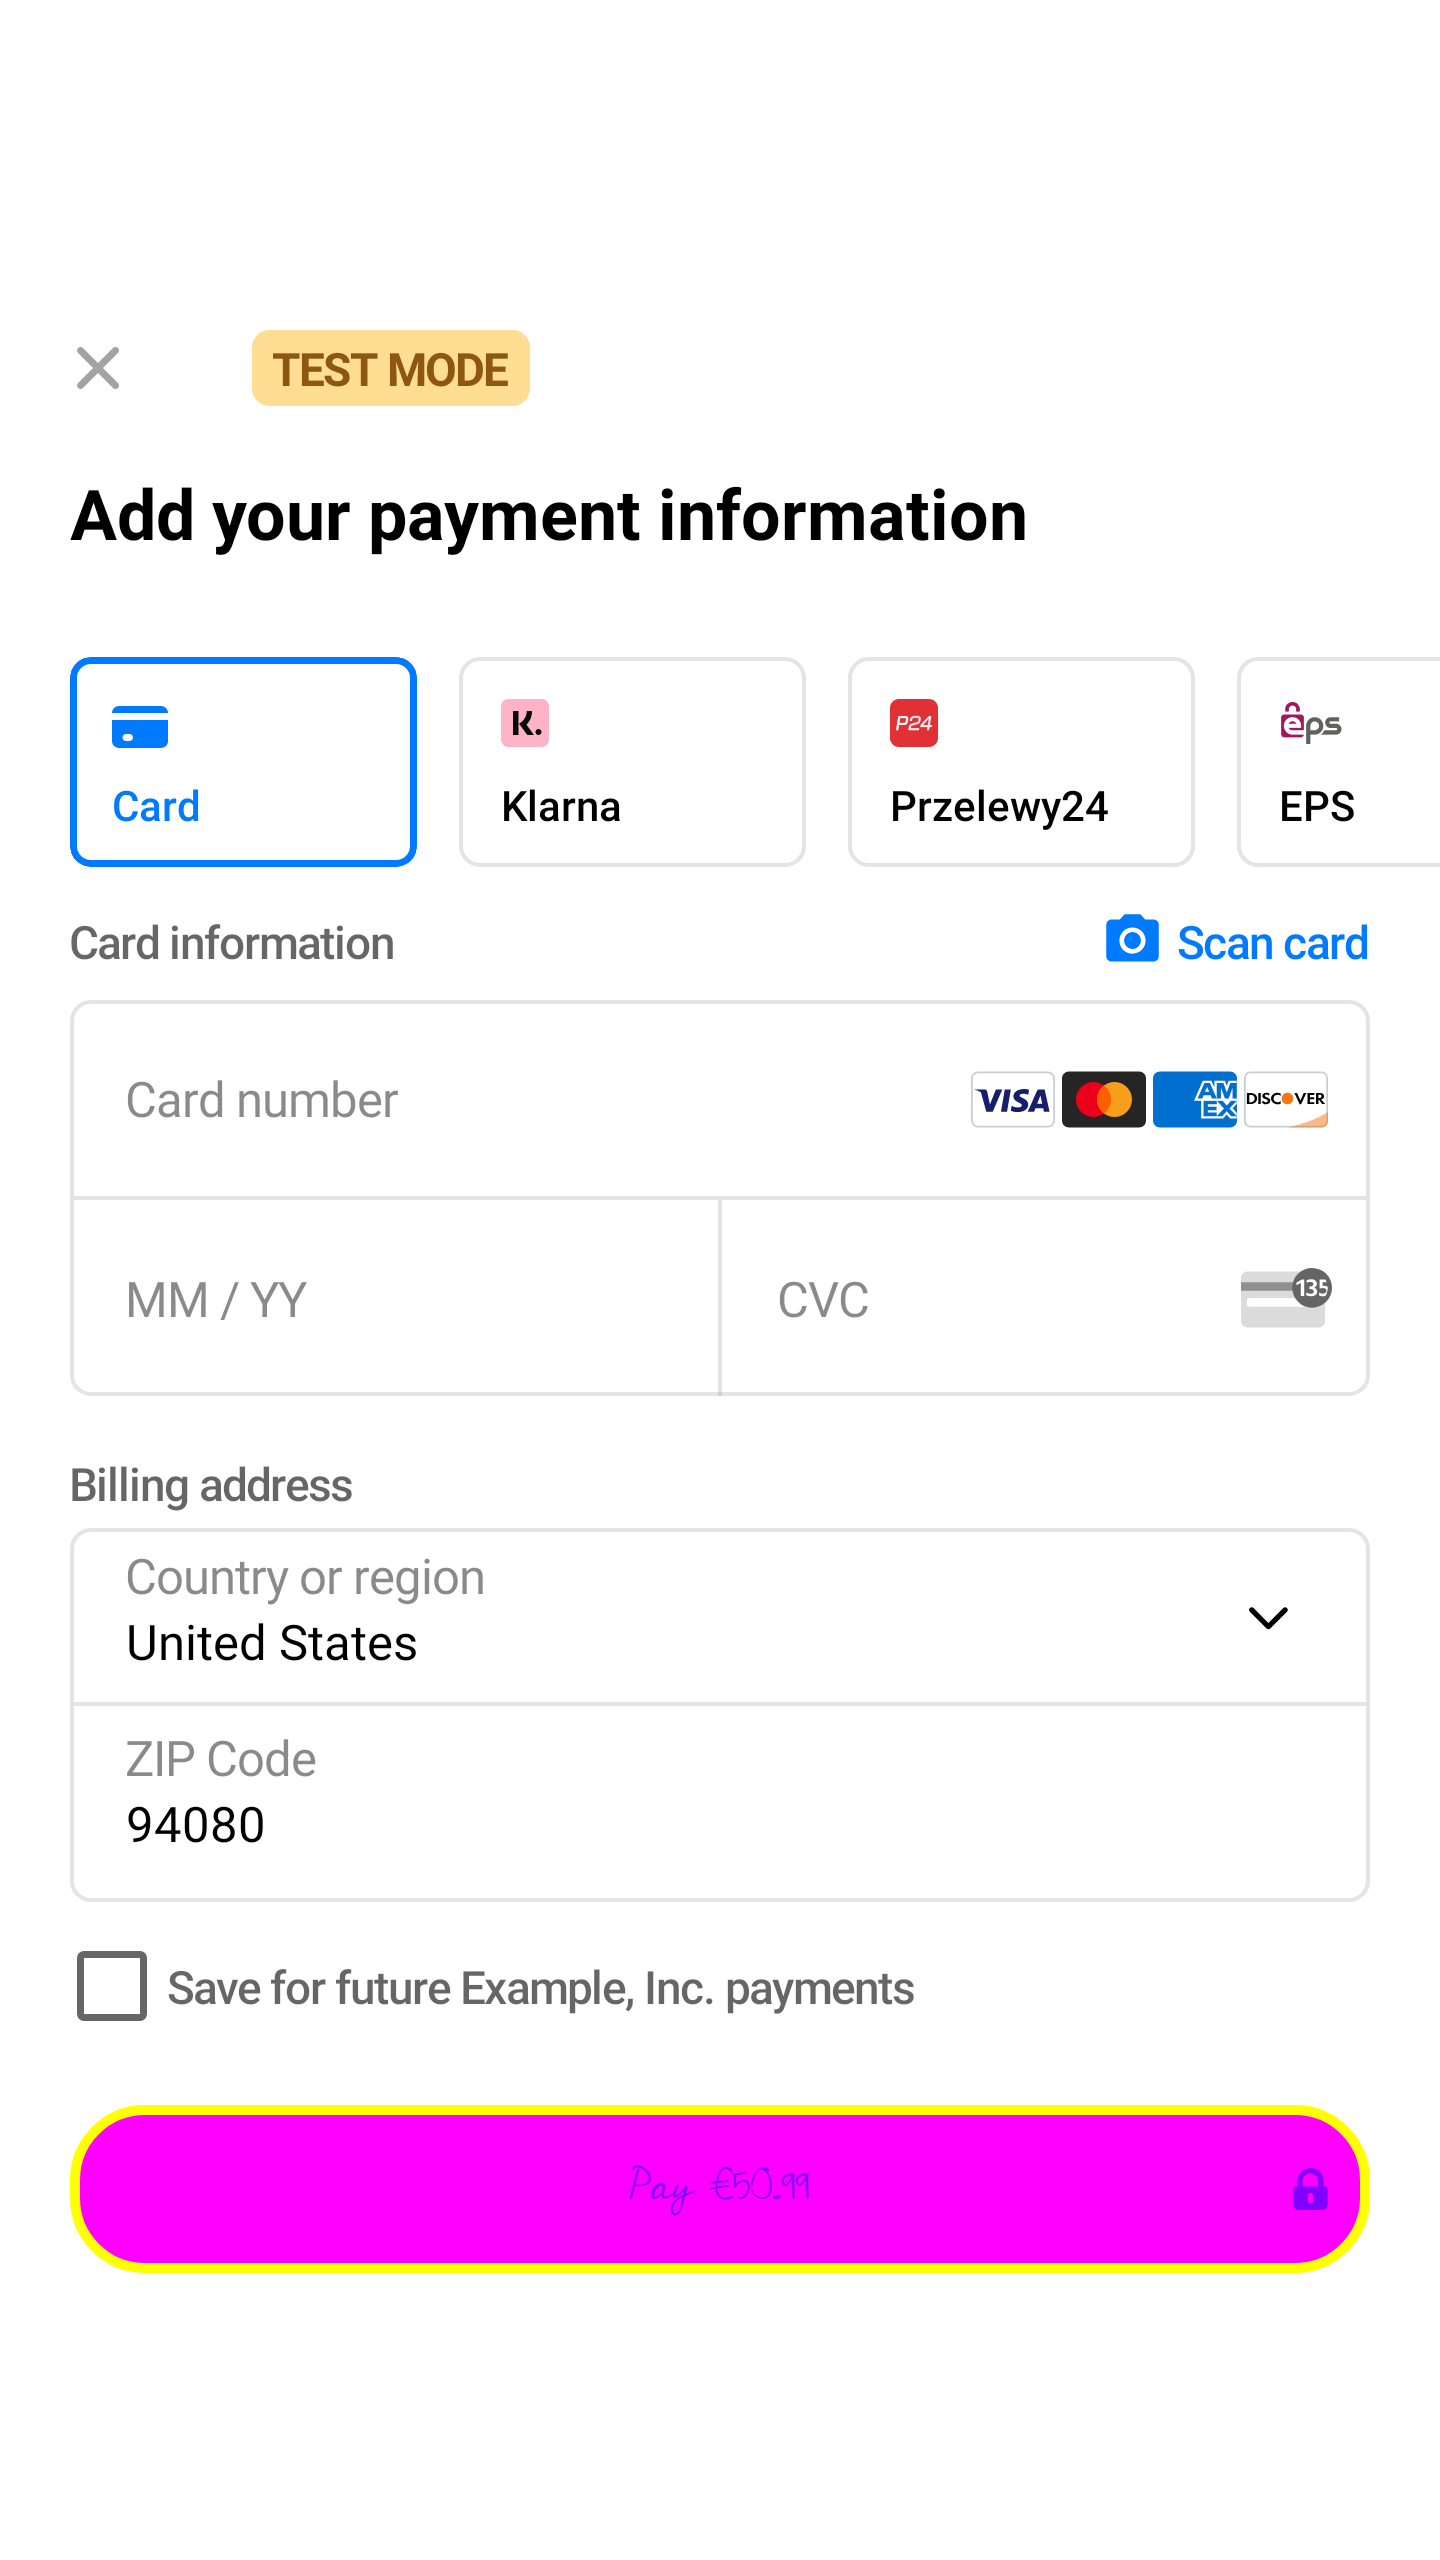 TEST MODE
Add your payment information
K.
P24
eps
Card
Klarna
Przelewy24
EPS
Card information
Scan card
Card number
VISA
AM
EX
DISCOVER
MM / YY
CVC
135
Billing address
Country or region
United States
ZIP Code
94080
Save for future Example, Inc. payments
Pay €50.99